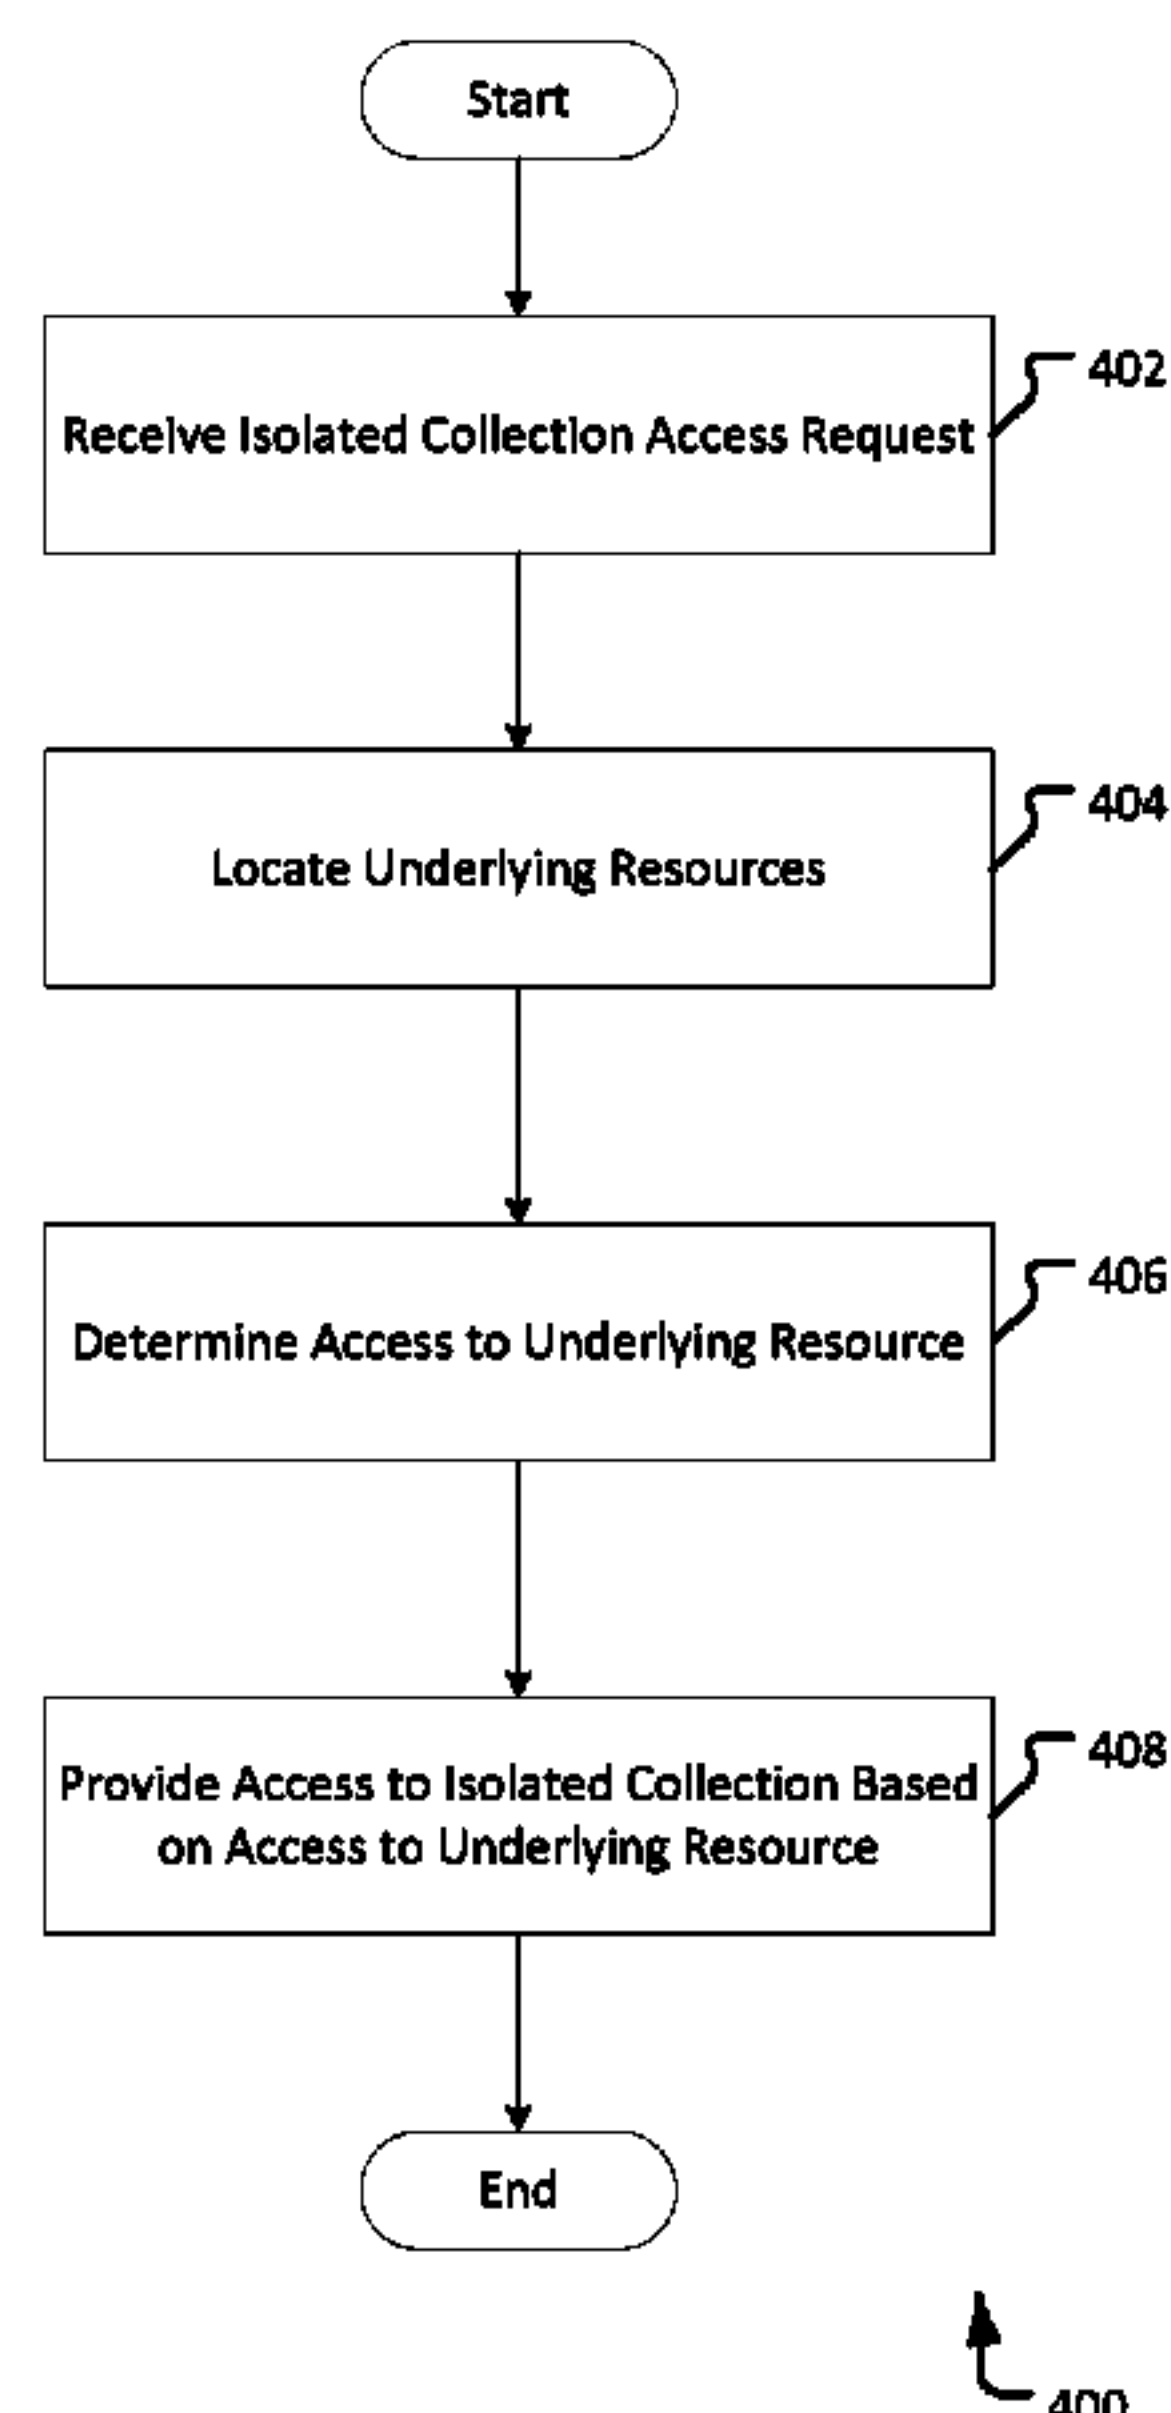 Start
Receive Isolated Collection Access Request
402
Locate Underlying Resources
404
Determine Access to Underlying Resource
406
Provide Access to Isolated Collection Based
on Access to Underlying Resource
408
End
400